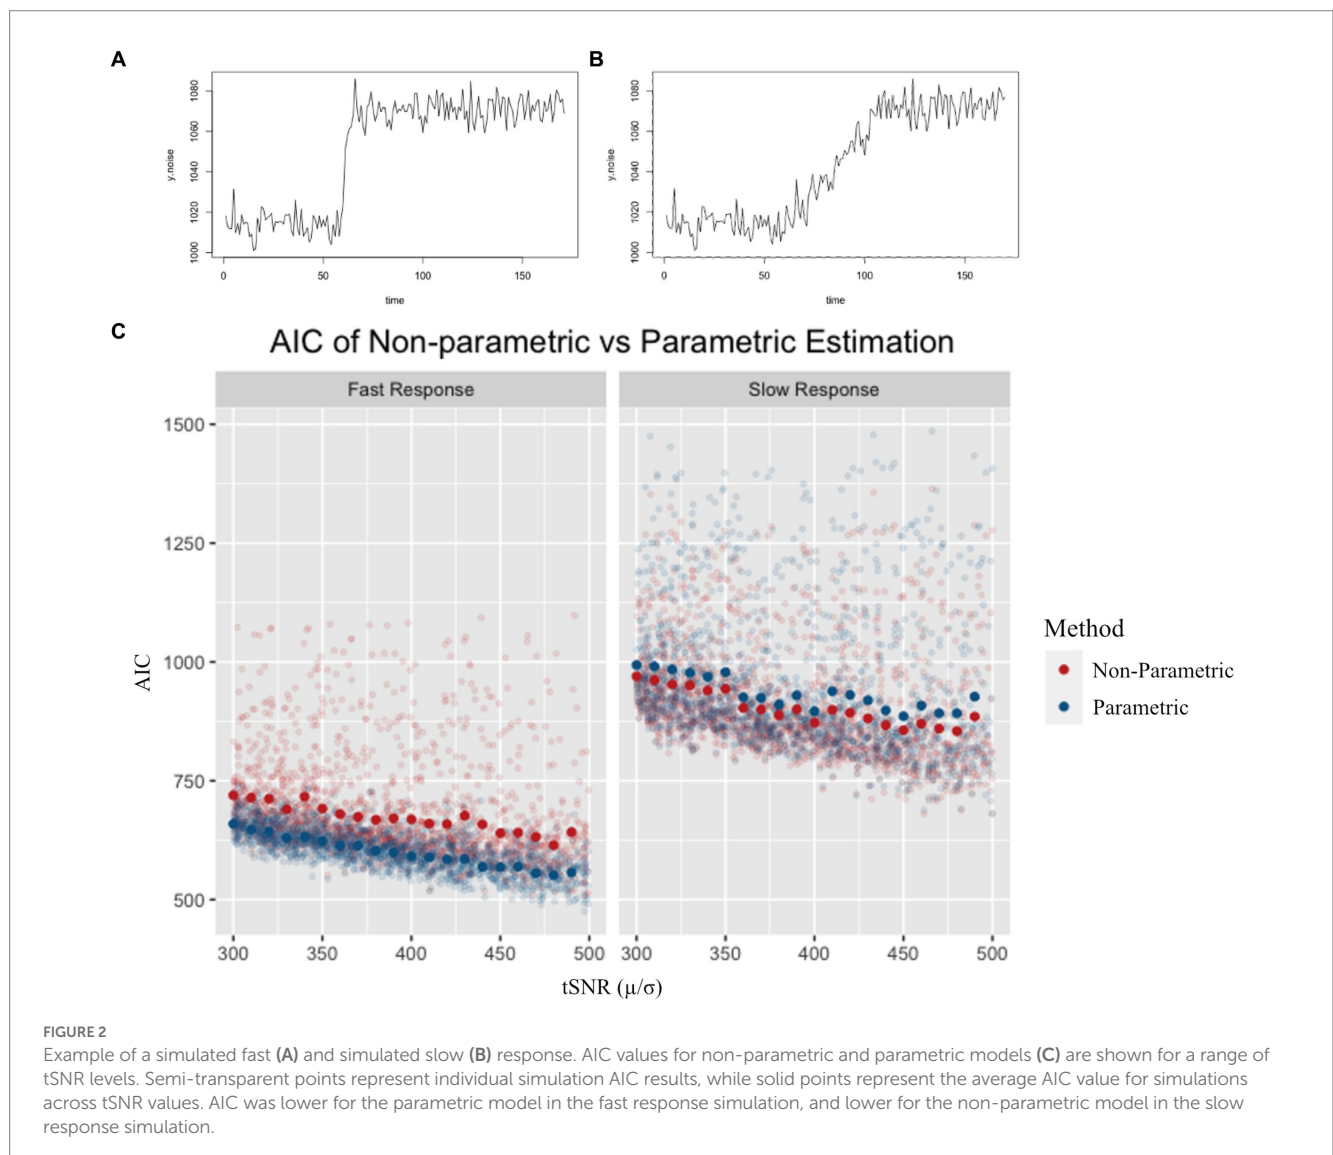 A
B
1080
1060
1040
1020
1000
y.noise
0
50
100
150
time
1080
1060
1040
1020
1000
y.noise
0
50
100
150
time
C
AIC of Non-parametric vs Parametric Estimation
Fast Response
Slow Response
1500
1250
1000
750
500
AIC
300
350
400
450
500
300
350
400
450
500
tSNR (μ/σ)
Method
Non-Parametric
Parametric
FIGURE 2
Example of a simulated fast (A) and simulated slow (B) response. AIC values for non-parametric and parametric models (C) are shown for a range of
tSNR levels. Semi-transparent points represent individual simulation AIC results, while solid points represent the average AIC value for simulations
across tSNR values. AIC was lower for the parametric model in the fast response simulation, and lower for the non-parametric model in the slow
response simulation.